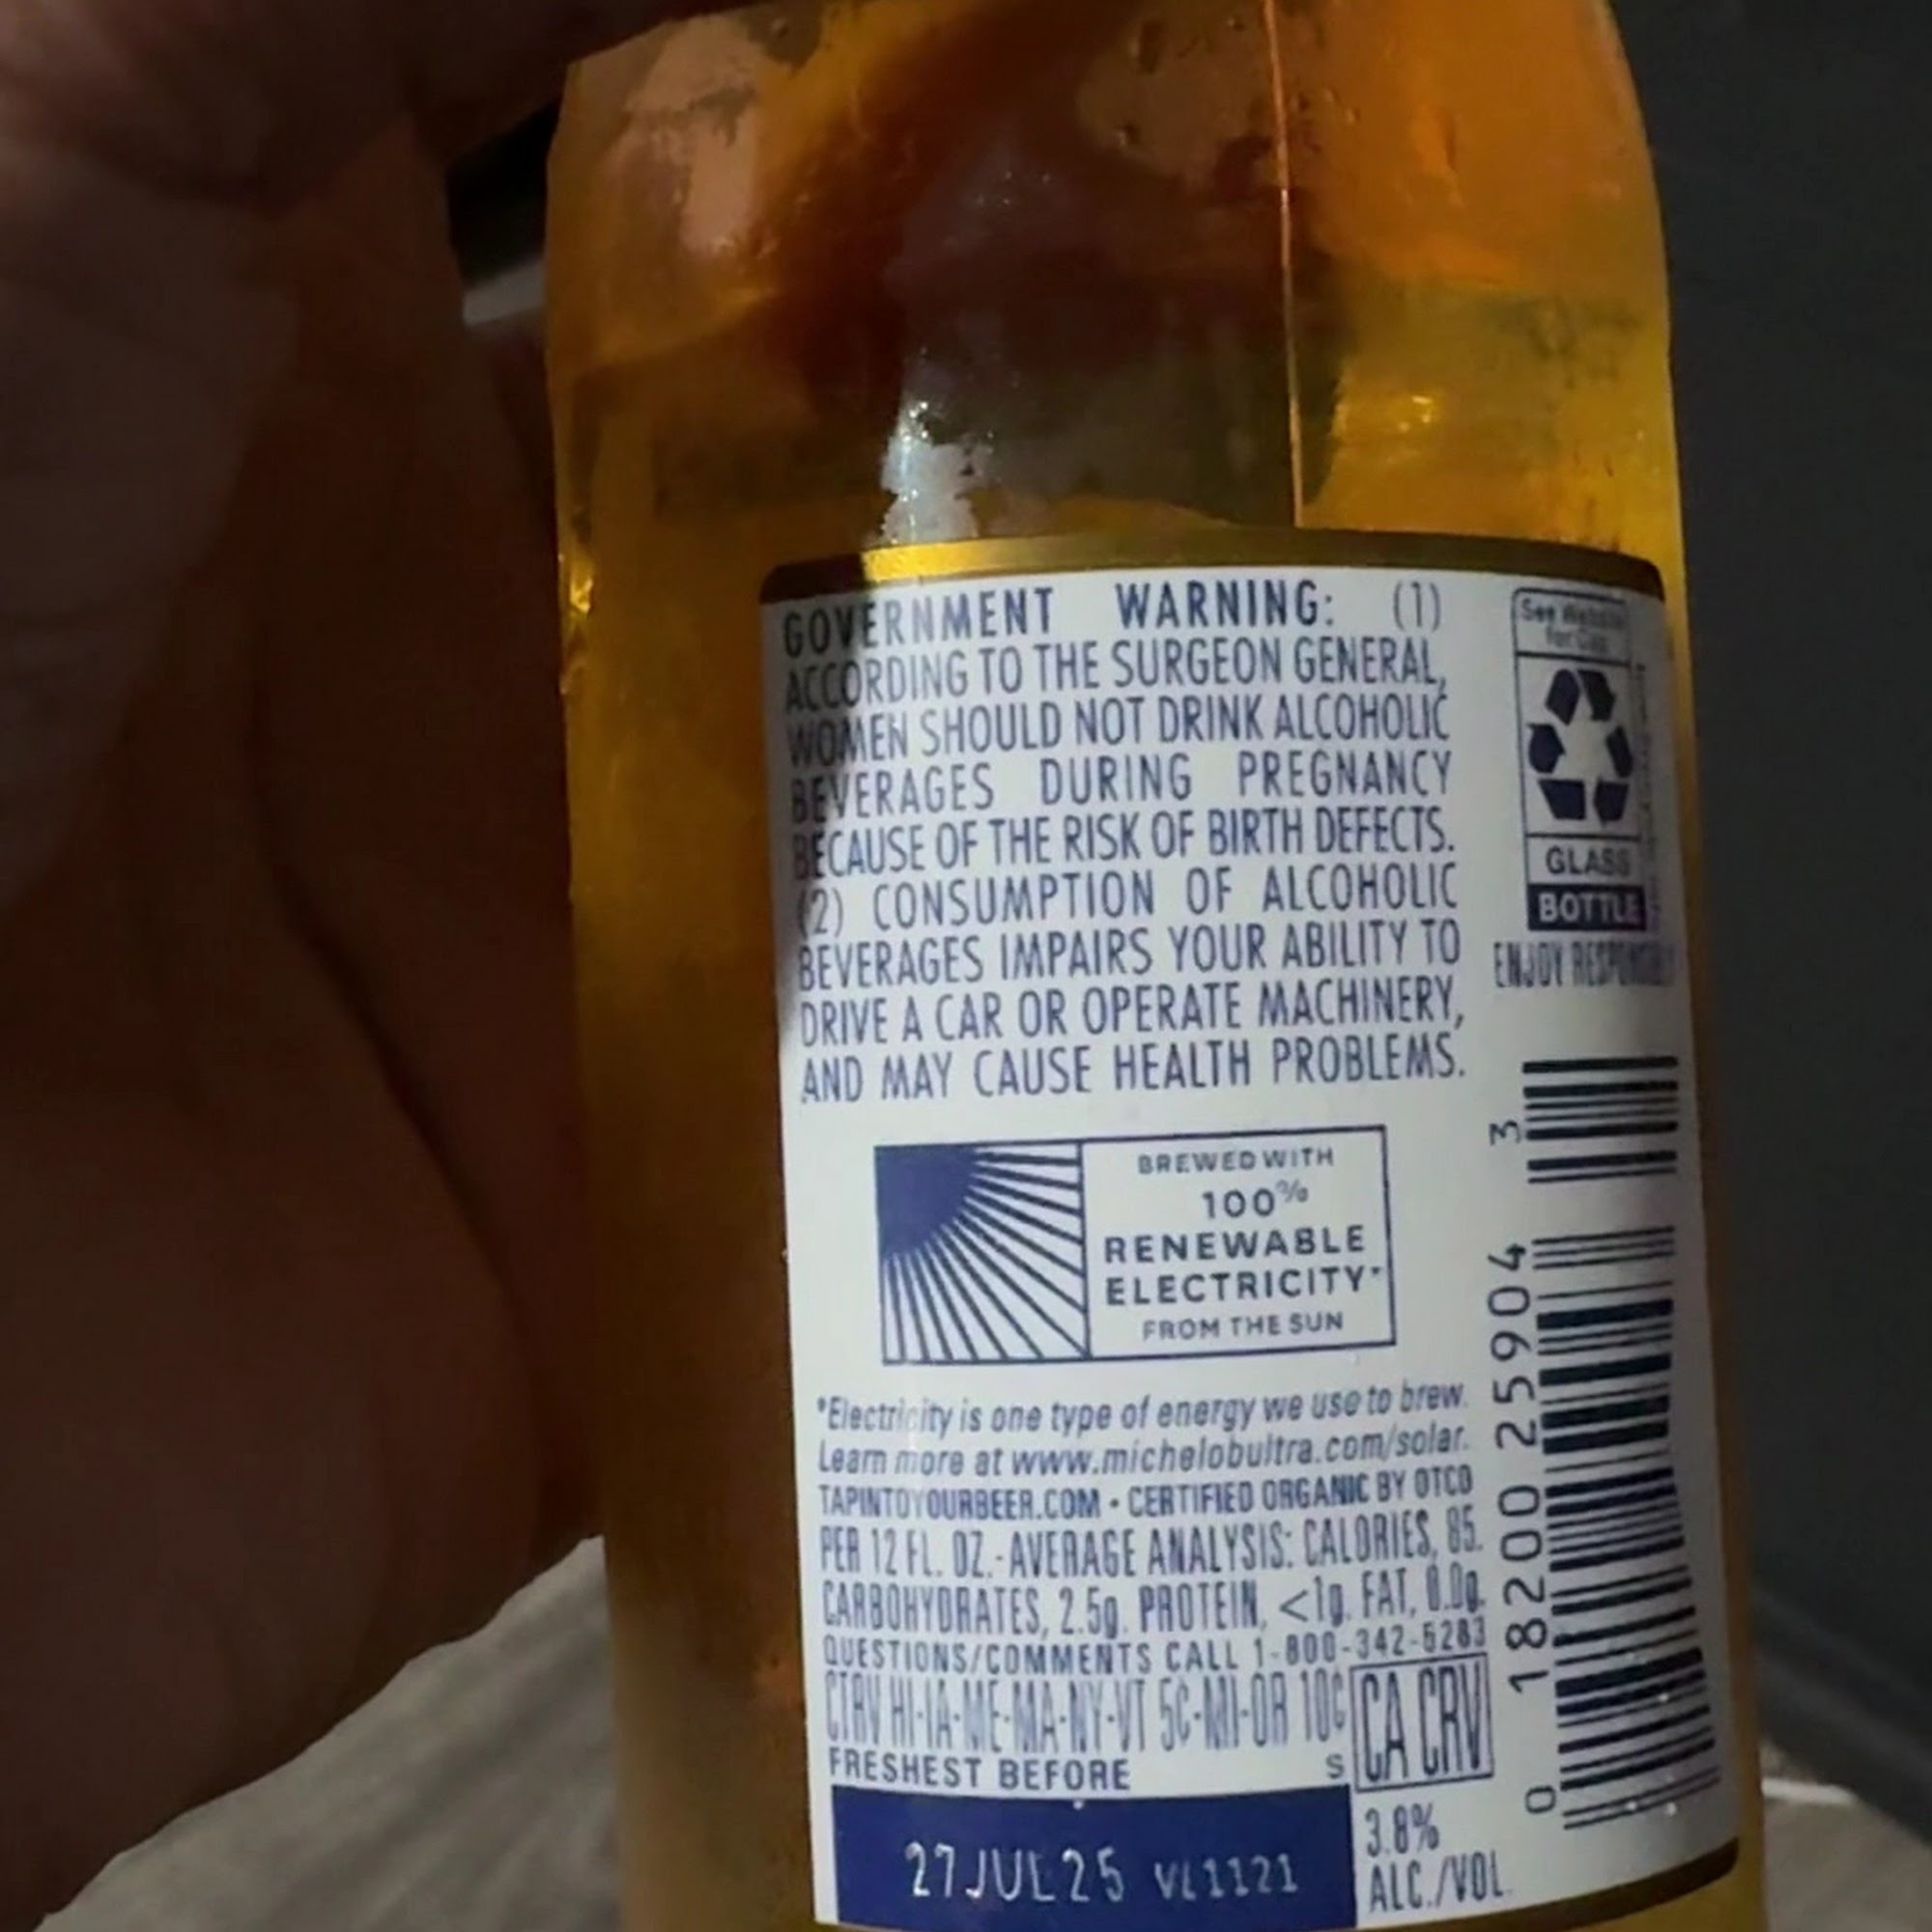 GOVERNMENT WARNING: (1)
ACCORDING TO THE SURGEON GENERAL,
WOMEN SHOULD NOT DRINK ALCOHOLIC
BEVERAGES DURING PREGNANCY
BECAUSE OF THE RISK OF BIRTH DEFECTS.
(2) CONSUMPTION OF ALCOHOLIC
BEVERAGES IMPAIRS YOUR ABILITY TO
DRIVE A CAR OR OPERATE MACHINERY,
AND MAY CAUSE HEALTH PROBLEMS.
BREWED WITH
100%
RENEWABLE
ELECTRICITY*
FROM THE SUN
*Electricity is one type of energy we use to brew.
Learn more at www.michelobultra.com/solar.
TAPINTOYOURBEER.COM • CERTIFIED ORGANIC BY OTCO
PER 12 FL. OZ.-AVERAGE ANALYSIS: CALORIES, 85.
CARBOHYDRATES, 2.5g. PROTEIN, <1g. FAT, 0.0g.
QUESTIONS/COMMENTS CALL 1-800-342-5283
HI-IA-ME-MA-NY-VT 5¢-MI-OR 10¢
CA CRV
FRESHEST BEFORE S
27JUL25 VL1121
3.8%
ALC./VOL.
See Website
for Cap
GLASS
BOTTLE
ENJOY RESPONSIBLY
0 18200 25904 3